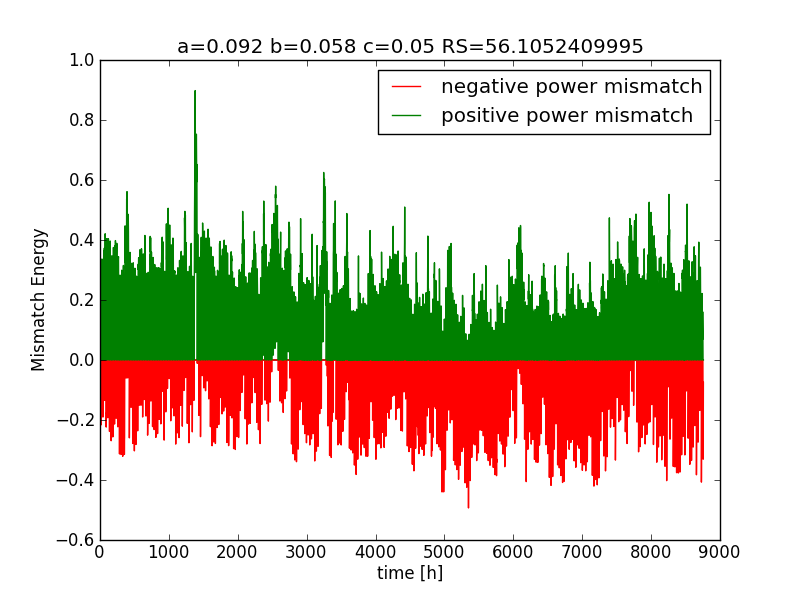 a=0.092 b=0.058 c=0.05 RS=56.1052409995
negative power mismatch
positive power mismatch
Mismatch Energy
1.0
0.8
0.6
0.4
0.2
0.0
−0.2
−0.4
−0.6
0 1000 2000 3000 4000 5000 6000 7000 8000 9000
time [h]